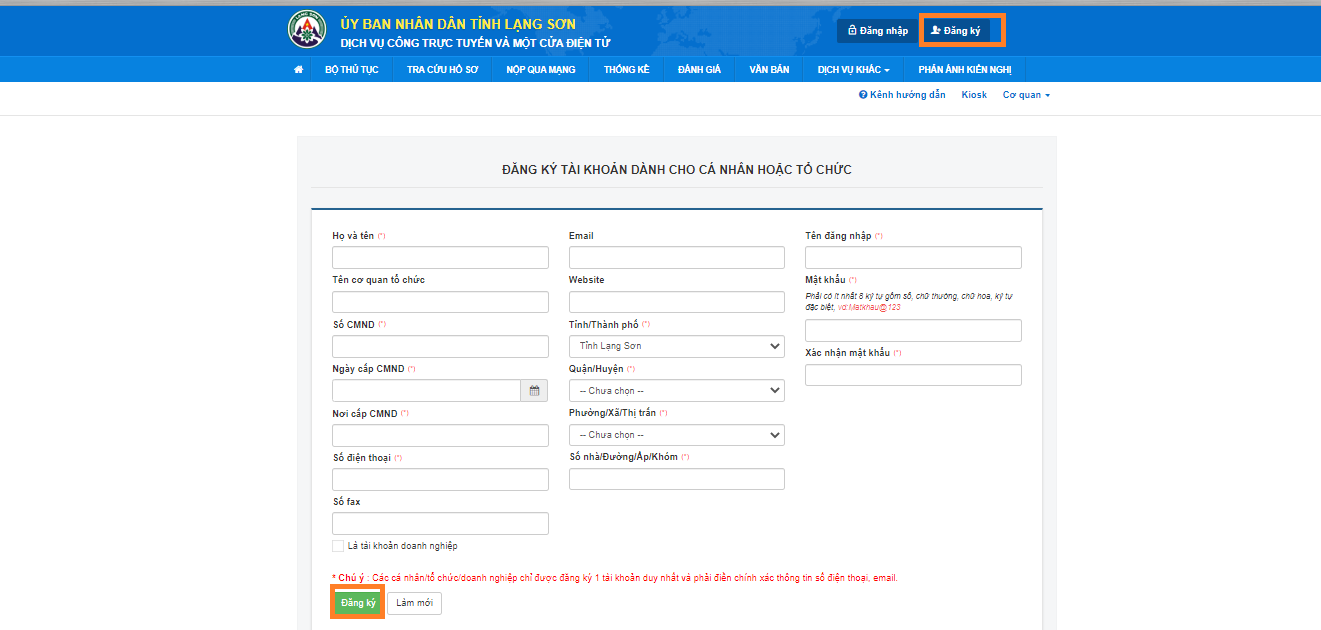 LẠNG SƠN
ỦY BAN NHÂN DÂN TỈNH LẠNG SƠN
DỊCH VỤ CÔNG TRỰC TUYẾN VÀ MỘT CỬA ĐIỆN TỬ
Đăng nhập
Đăng ký
BỘ THỦ TỤC TRA CỨU HỒ SƠ NỘP QUA MẠNG THỐNG KÊ ĐÁNH GIÁ VĂN BẢN DỊCH VỤ KHÁC PHẢN ÁNH KIẾN NGHỊ
Kênh hướng dẫn Kiosk Cơ quan
ĐĂNG KÝ TÀI KHOẢN DÀNH CHO CÁ NHÂN HOẶC TỔ CHỨC
Họ và tên (*)
Tên cơ quan tổ chức
Số CMND (*)
Ngày cấp CMND (*)
Nơi cấp CMND (*)
Số điện thoại (*)
Số fax
Là tài khoản doanh nghiệp
Email
Website
Tỉnh/Thành phố (*)
Tỉnh Lạng Sơn
Quận/Huyện (*)
-- Chưa chọn --
Phường/Xã/Thị trấn (*)
-- Chưa chọn --
Số nhà/Đường/Ấp/Khóm (*)
Tên đăng nhập (*)
Mật khẩu (*)
Phải có ít nhất 8 ký tự gồm số, chữ thường, chữ hoa, ký tự
đặc biệt, vd:Matkhau@123
Xác nhận mật khẩu (*)
* Chú ý : Các cá nhân/tổ chức/doanh nghiệp chỉ được đăng ký 1 tài khoản duy nhất và phải điền chính xác thông tin số điện thoại, email.
Đăng ký Làm mới